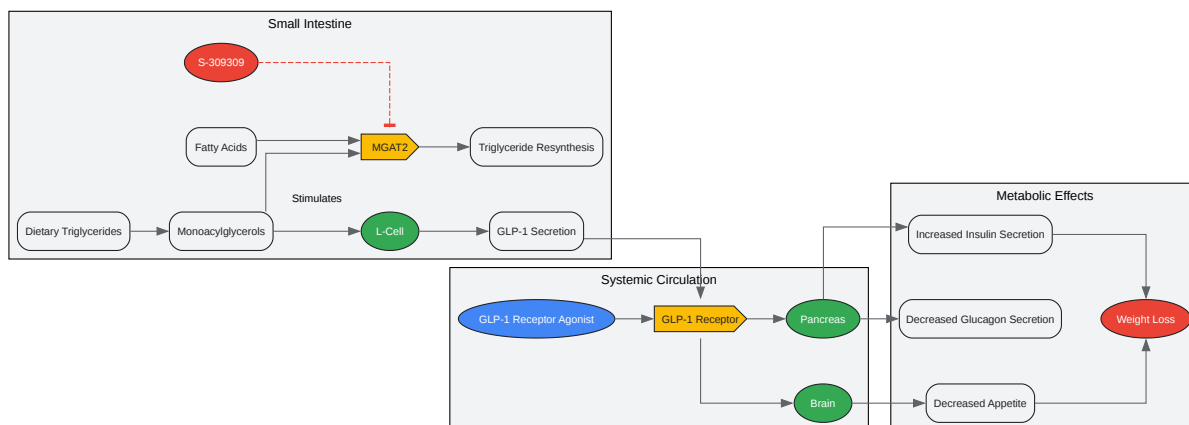 Small Intestine
S-309309
Fatty Acids
MGAT2
Triglyceride Resynthesis
Stimulates
Dietary Triglycerides
Monoacylglycerols
L-Cell
GLP-1 Secretion
Systemic Circulation
GLP-1 Receptor Agonist
GLP-1 Receptor
Pancreas
Brain
Metabolic Effects
Increased Insulin Secretion
Decreased Glucagon Secretion
Weight Loss
Decreased Appetite